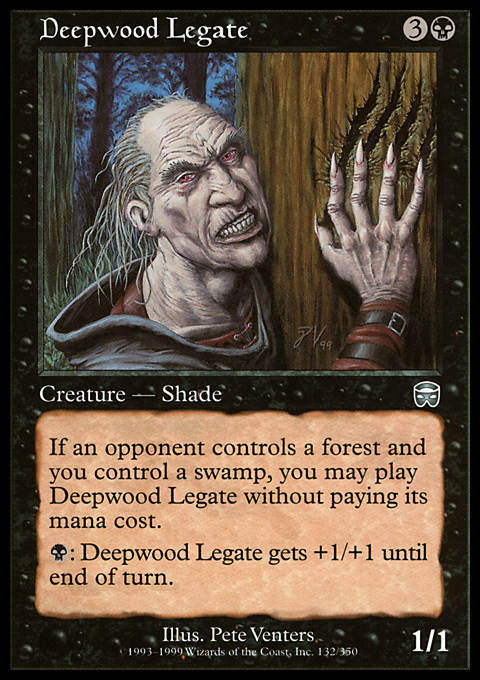 Deepwood Legate 3
PV99
Creature — Shade
If an opponent controls a forest and
you control a swamp, you may play
Deepwood Legate without paying its
mana cost.
: Deepwood Legate gets +1/+1 until
end of turn.
Illus. Pete Venters
1/1
© 1993-1999 Wizards of the Coast, Inc. 132/350